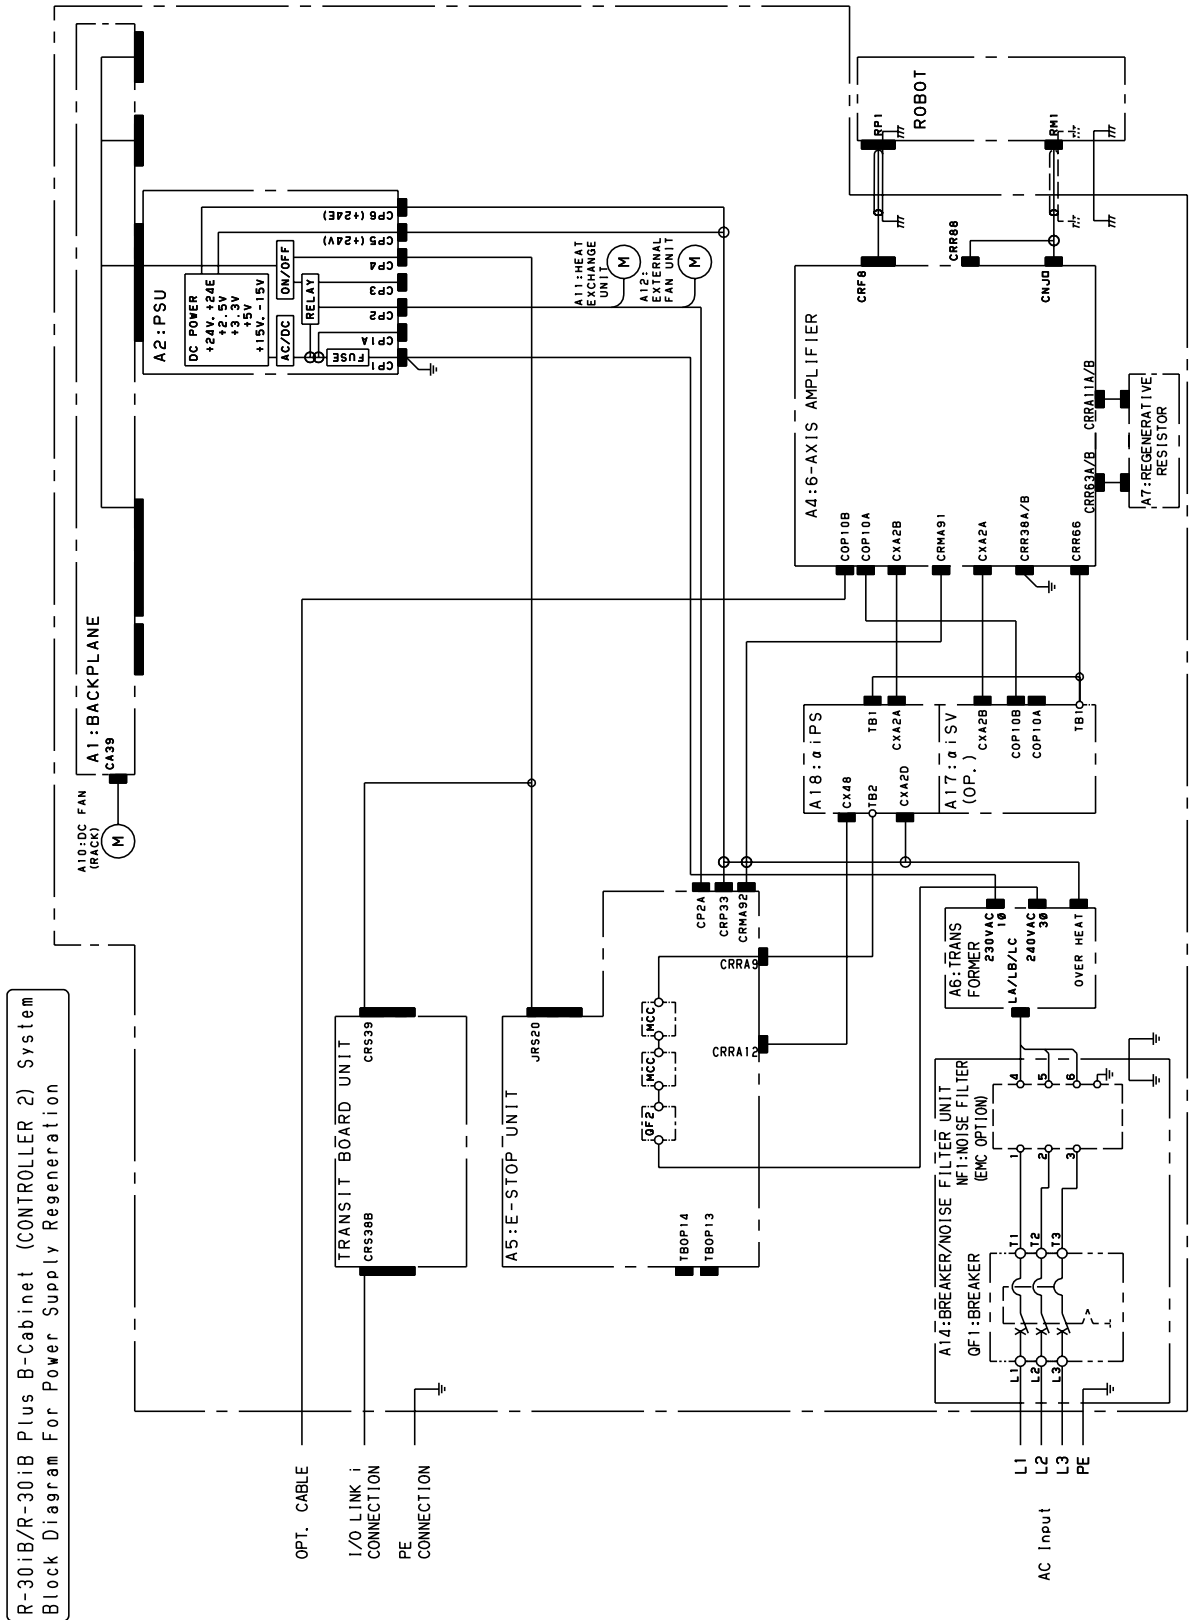 R-30iB/R-30iB Plus B-Cabinet (CONTROLLER 2) System
Block Diagram For Power Supply Regeneration
A1:BACKPLANE
CA39
A10:DC FAN
(RACK)
M
A2:PSU
DC POWER
+24V, +24E
+2.5V
+3.3V
+5V
+15V, -15V
AC/DC
ON/OFF
RELAY
FUSE
CP6(+24E)
CP5(+24V)
CP4
CP3
CP2
CP1A
CP1
A11:HEAT
EXCHANGE
UNIT
M
A12:
EXTERNAL
FAN UNIT
M
ROBOT
RP1
RM1
CRF8
CRR88
CNJ□
A4:6-AXIS AMPLIFIER
COP10B
COP10A
CXA2B
CRMA91
CXA2A
CRR38A/B
CRR66
CRR63A/B
CRRA11A/B
A7:REGENERATIVE
RESISTOR
A18:αiPS
TB1
CXA2A
CX48
TB2
CXA2D
A17:αiSV
(OP.)
CXA2B
COP10B
COP10A
TB1
TRANSIT BOARD UNIT
CRS39
CRS38B
A5:E-STOP UNIT
JRS20
CP2A
CRP33
CRMA92
CRRA9
CRRA12
MCC
MCC
QF2
TBOP14
TBOP13
A6:TRANS
FORMER
230VAC
1Ø
LA/LB/LC
240VAC
3Ø
OVER HEAT
A14:BREAKER/NOISE FILTER UNIT
NF1:NOISE FILTER
(EMC OPTION)
4
5
6
1
2
3
QF1:BREAKER
T1
T2
T3
L1
L2
L3
OPT. CABLE
I/O LINK i
CONNECTION
PE
CONNECTION
L1
L2
L3
PE
AC Input